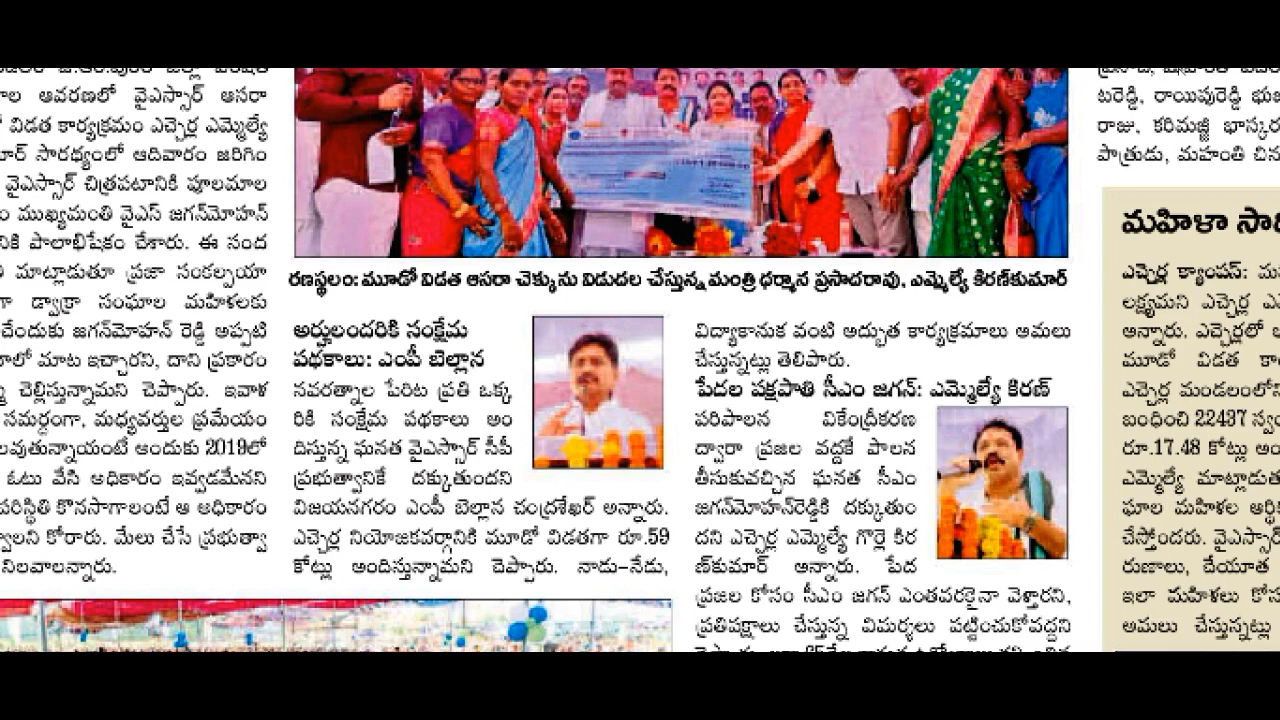 ాల ఆవరణలో వైఎస్సార్ ఆసరా
విడత కార్యక్రమం ఎచ్చెర్ల ఎమ్మెల్యే
సారథ్యంలో ఆదివారం జరిగిం
వైఎస్సార్ చిత్రపటానికి పూలమాల
ముఖ్యమంతి వైఎస్ జగన్‌మోహన్
నికి పాలాభిషేకం చేశారు. ఈ సంద
మాట్లాడుతూ ప్రజా సంకల్పయా
గా డ్వాక్రా సంఘాల మహిళలకు
చేందుకు జగన్‌మోహన్ రెడ్డి అప్పటి
లో మాట ఇచ్చారని, దాని ప్రకారం
చెల్లిస్తున్నామని చెప్పారు. ఇవాళ
సమర్థంగా, మధ్యవర్తుల ప్రమేయం
లవుతున్నాయంటే అందుకు 2019లో
ఓటు వేసి అధికారం ఇవ్వడమేనని
పరిస్థితి కొనసాగాలంటే ఆ అధికారం
్వాలని కోరారు. మేలు చేసే ప్రభుత్వా
నిలవాలన్నారు.
రణస్థలం: మూడో విడత ఆసరా చెక్కును విడుదల చేస్తున్న మంత్రి ధర్మాన ప్రసాదరావు, ఎమ్మెల్యే కిరణ్‌కుమార్
అర్హులందరికి సంక్షేమ
పథకాలు: ఎంపీ బెల్లాన
నవరత్నాల పేరిట ప్రతి ఒక్క
రికి సంక్షేమ పథకాలు అం
దిస్తున్న ఘనత వైఎస్సార్ సీపీ
ప్రభుత్వానికే దక్కుతుందని
విజయనగరం ఎంపీ బెల్లాన చంద్రశేఖర్ అన్నారు.
ఎచ్చెర్ల నియోజకవర్గానికి మూడో విడతగా రూ.59
కోట్లు అందిస్తున్నామని చెప్పారు. నాడు–నేడు,
విద్యాకానుక వంటి అద్భుత కార్యక్రమాలు అమలు
చేస్తున్నట్లు తెలిపారు.
పేదల పక్షపాతి సీఎం జగన్: ఎమ్మెల్యే కిరణ్
పరిపాలన వికేంద్రీకరణ
ద్వారా ప్రజల వద్దకే పాలన
తీసుకువచ్చిన ఘనత సీఎం
జగన్‌మోహన్‌రెడ్డికి దక్కుతుం
దని ఎచ్చెర్ల ఎమ్మెల్యే గొర్లె కిర
ణ్‌కుమార్ అన్నారు. పేద
ప్రజల కోసం సీఎం జగన్ ఎంతవరకైనా వెళ్తారని,
ప్రతిపక్షాలు చేస్తున్న విమర్శలు పట్టించుకోవద్దని
టరెడ్డి, రాయిపురెడ్డి భుజ
రాజు, కరిమజ్జి భాస్కర
పాత్రుడు, మహంతి చిన
మహిళా సా
ఎచ్చెర్ల క్యాంపస్: మ
లక్ష్యమని ఎచ్చెర్ల ఎ
అన్నారు. ఎచ్చెర్లలో
మూడో విడత కా
ఎచ్చెర్ల మండలంలో
బంధించి 22437 స్వ
రూ.17.48 కోట్లు అం
ఎమ్మెల్యే మాట్లాడుత
ఘాల మహిళల ఆర్థి
చేస్తోందరు. వైఎస్సా
రుణాలు, చేయూత
ఇలా మహిళలు కోస
అమలు చేస్తున్నట్లు